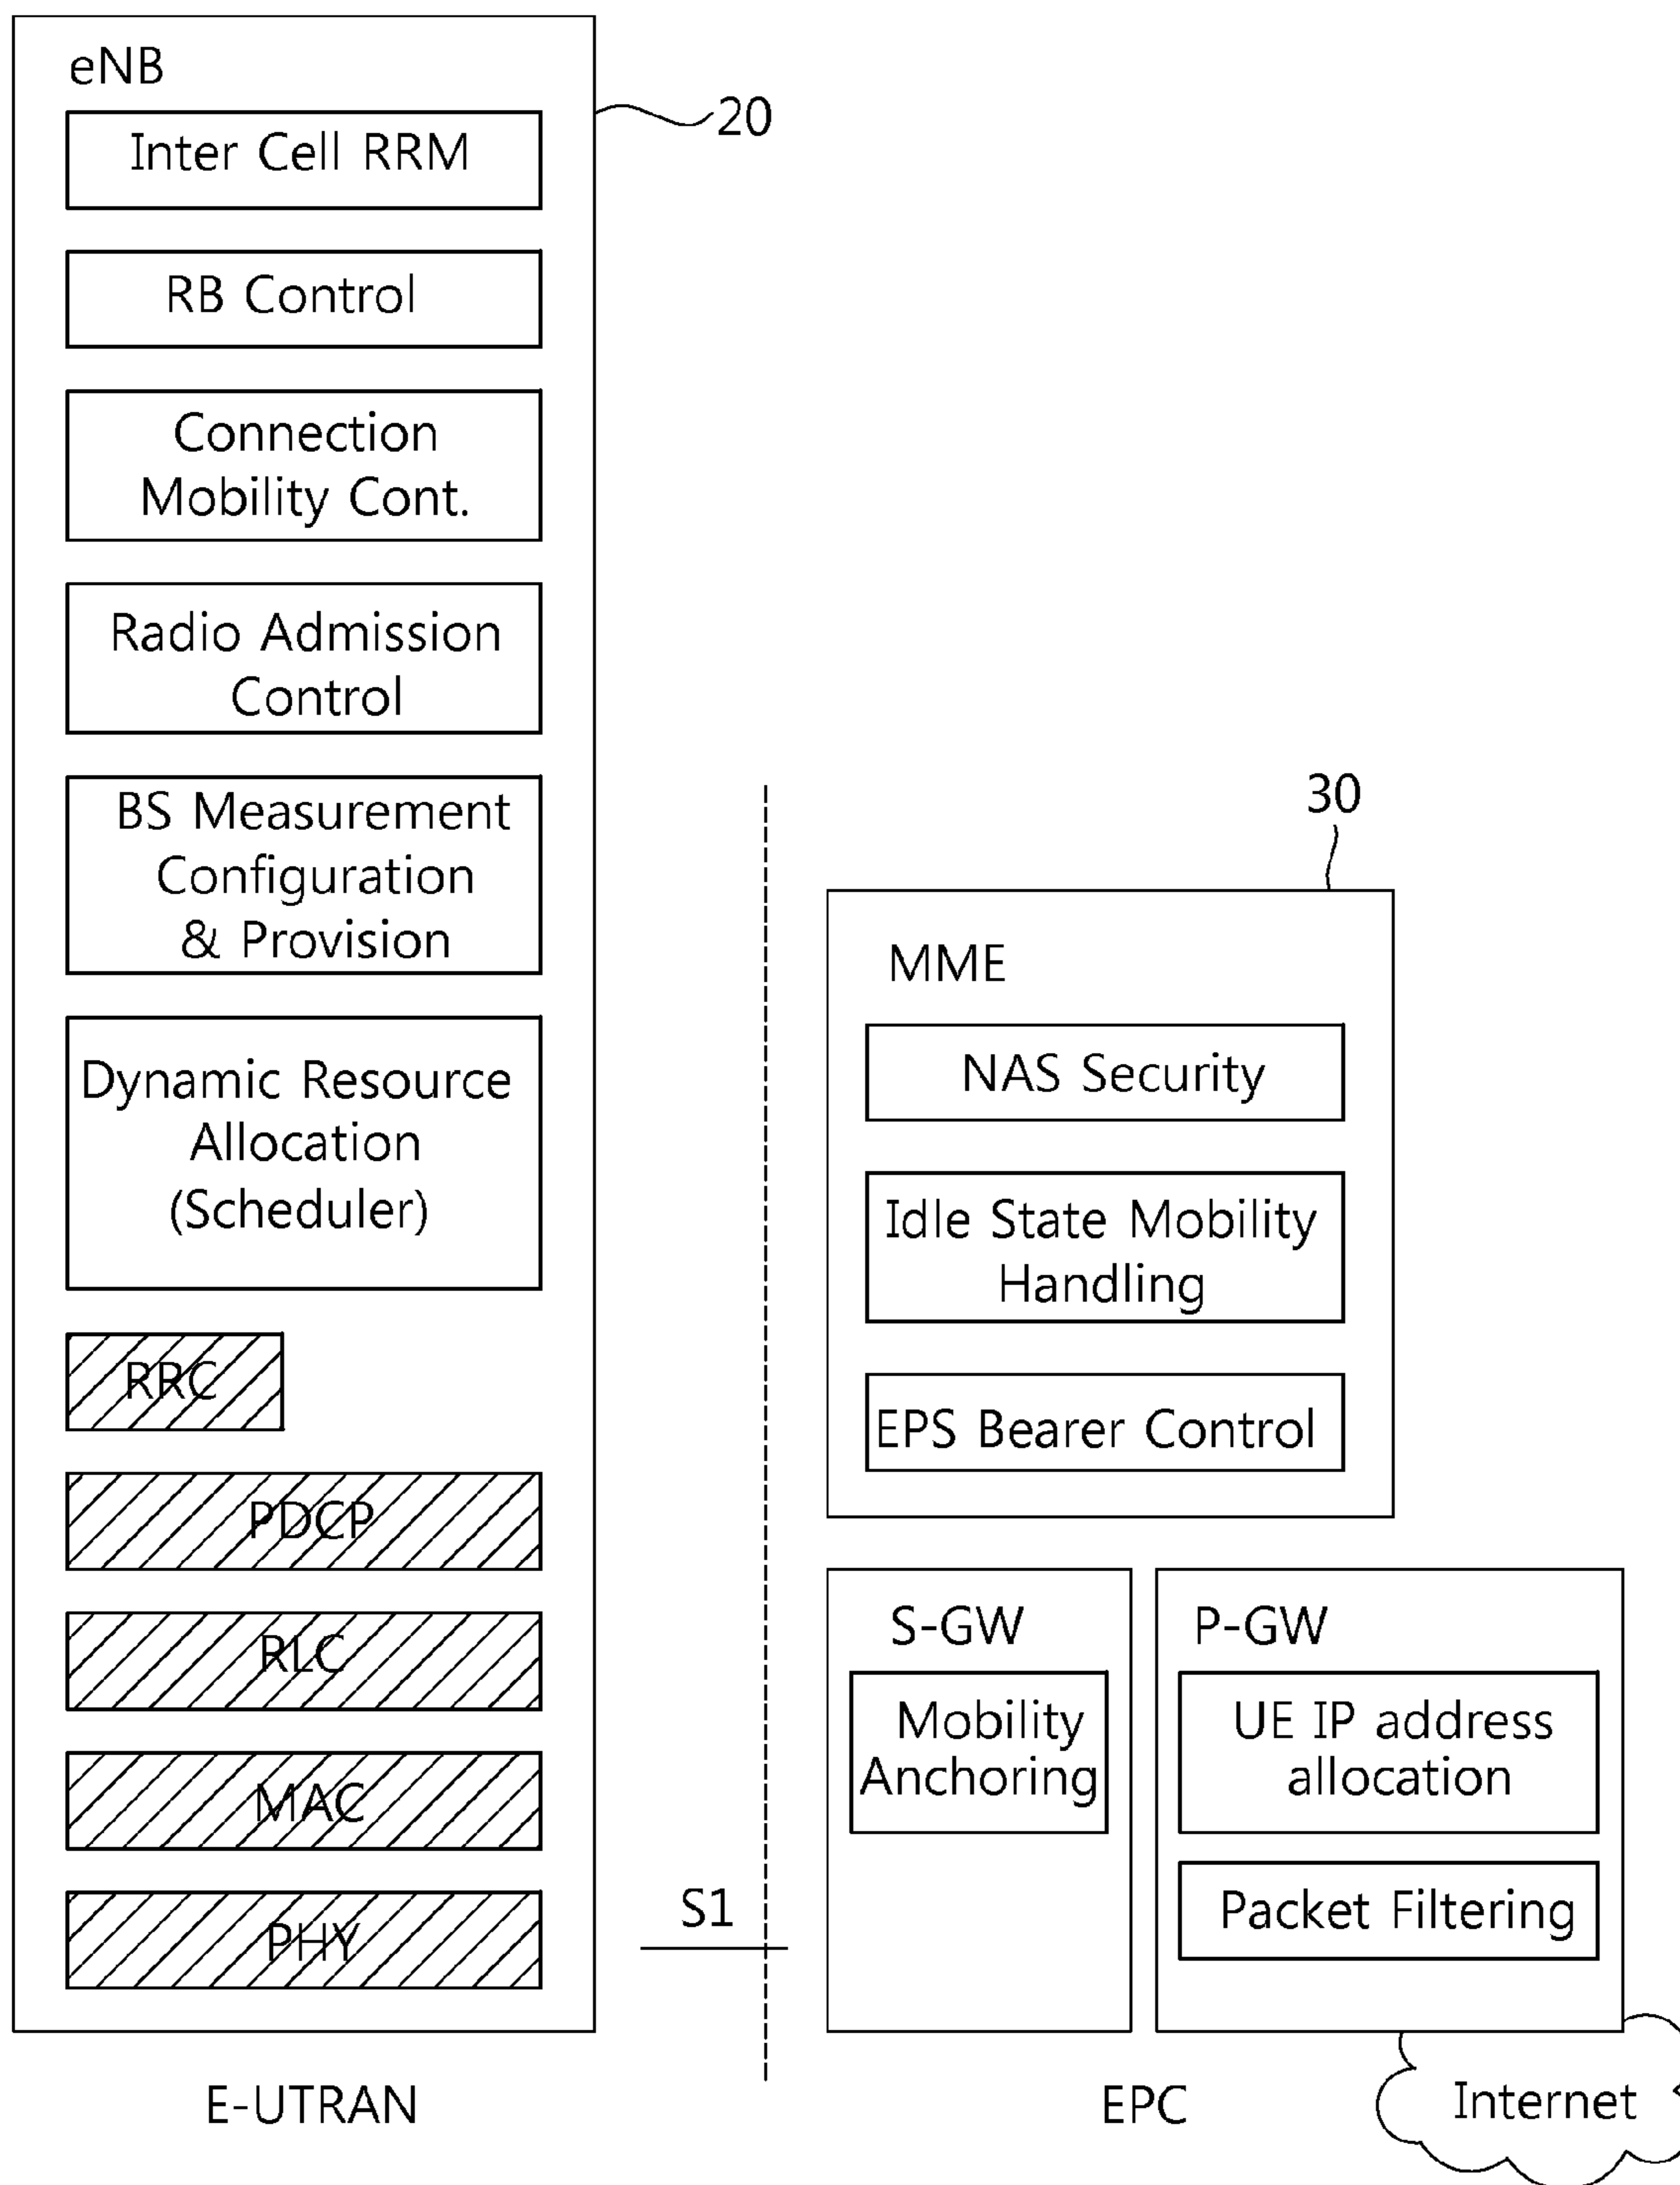 eNB
20
Inter Cell RRM
RB Control
Connection
Mobility Cont.
Radio Admission
Control
BS Measurement
Configuration
& Provision
Dynamic Resource
Allocation
(Scheduler)
RRC
PDCP
RLC
MAC
PHY
S1
30
MME
NAS Security
Idle State Mobility
Handling
EPS Bearer Control
S-GW
Mobility
Anchoring
P-GW
UE IP address
allocation
Packet Filtering
E-UTRAN
EPC
Internet